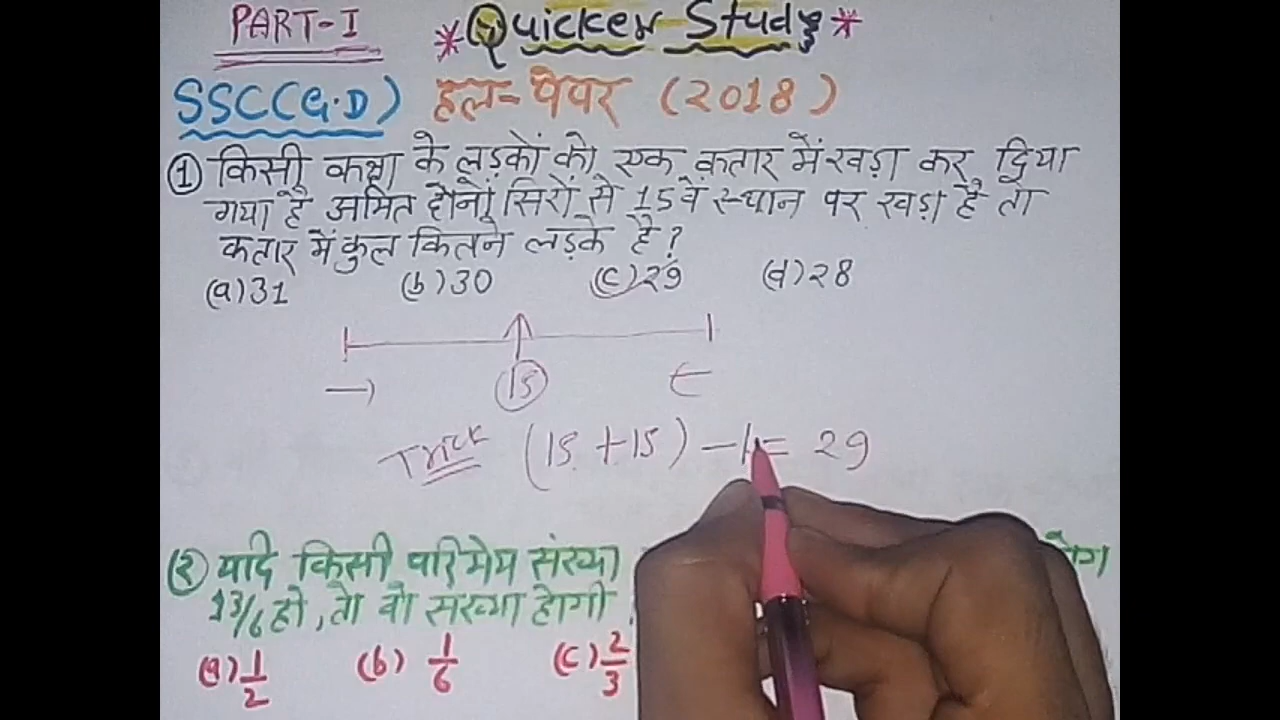 PART-I
*Quicker Study*
SSC(G.D) हल-पेपर (2018)
① किसी कक्षा के लड़कों को एक कतार में खड़ा कर दिया
गया है अमित दोनों सिरों से 15वें स्थान पर खड़ा है तो
कतार में कुल कितने लड़के है?
(a) 31 (b) 30 (c) 29 (d) 28
15
Trick (15 + 15) - 1 = 29
② यदि किसी परिमेय संख्या
हो, तो वो संख्या होगी
(a) 1/2 (b) 1/6 (c) 2/3